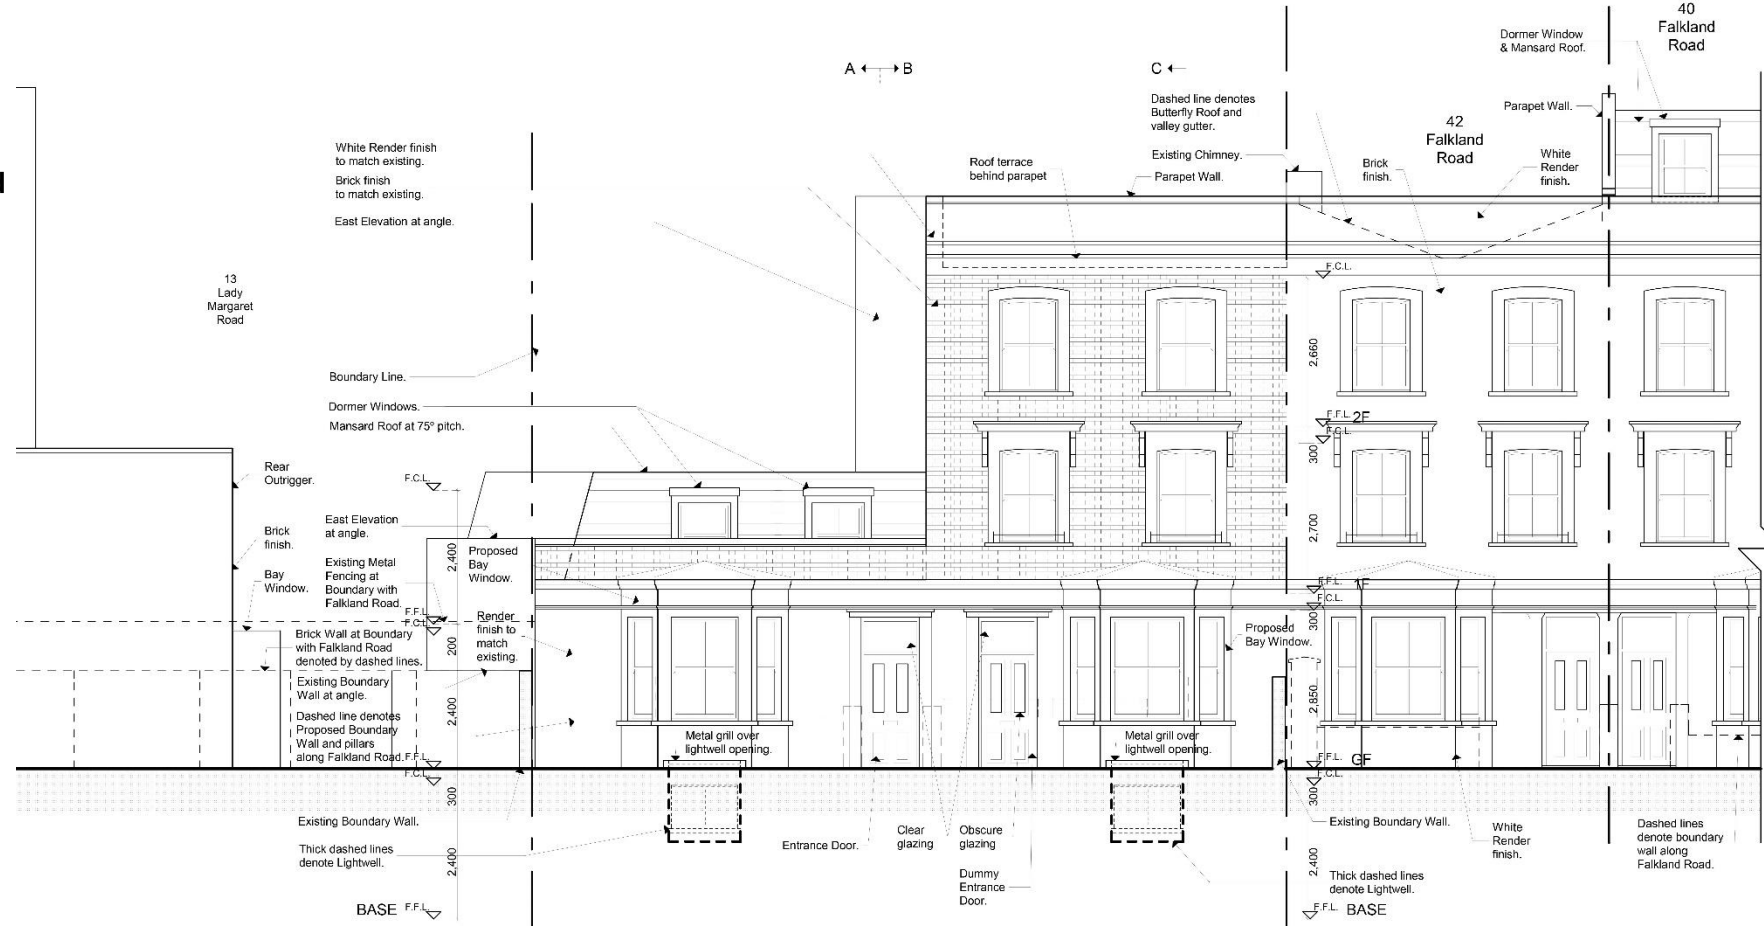 40
Falkland
Road
Dormer Window
& Mansard Roof.
A
B
C
Dashed line denotes
Butterfly Roof and
valley gutter.
Parapet Wall.
42
Falkland
Road
White Render finish
to match existing.
Existing Chimney.
Roof terrace
behind parapet
Parapet Wall.
Brick
finish.
White
Render
finish.
Brick finish
to match existing.
East Elevation at angle.
13
Lady
Margaret
Road
F.C.L.
2,660
Boundary Line.
Dormer Windows.
Mansard Roof at 75° pitch.
F.F.L.
2F
F.C.L.
300
Rear
Outrigger.
F.C.L.
East Elevation
at angle.
2,700
Brick
finish.
Existing Metal
Fencing at
Boundary with
Falkland Road.
2,400
Proposed
Bay
Window.
Bay
Window.
F.F.L.
1F
F.C.L.
300
F.F.L.
F.C.L.
200
Render
finish to
match
existing.
Proposed
Bay Window.
Brick Wall at Boundary
with Falkland Road
denoted by dashed lines.
Existing Boundary
Wall at angle.
2,400
2,850
Dashed line denotes
Proposed Boundary
Wall and pillars
along Falkland Road.
Metal grill over
lightwell opening.
Metal grill over
lightwell opening.
F.F.L.
F.C.L.
300
F.F.L.
GF
F.C.L.
300
Existing Boundary Wall.
Thick dashed lines
denote Lightwell.
2,400
Entrance Door.
Clear
glazing
Obscure
glazing
Dummy
Entrance
Door.
Existing Boundary Wall.
White
Render
finish.
Dashed lines
denote boundary
wall along
Falkland Road.
2,400
Thick dashed lines
denote Lightwell.
BASE
F.F.L.
F.F.L.
BASE